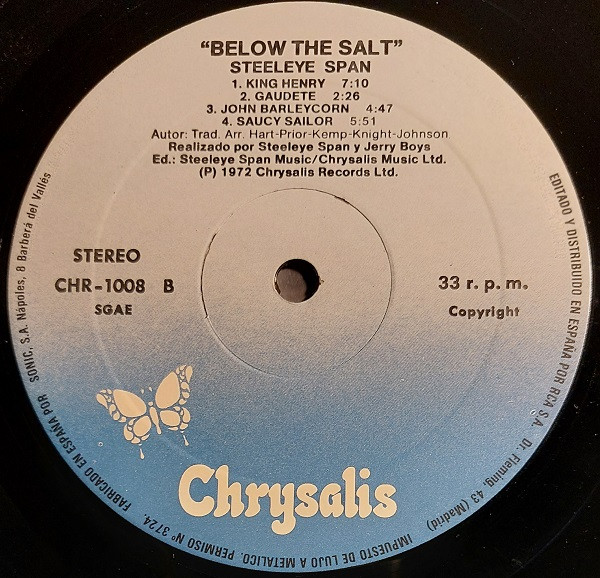 "BELOW THE SALT"
STEELEYE SPAN
1. KING HENRY 7:10
2. GAUDETE 2:26
3. JOHN BARLEYCORN 4:47
4. SAUCY SAILOR 5:51
Autor: Trad. Arr. Hart-Prior-Kemp-Knight-Johnson
Realizado por Steeleye Span y Jerry Boys
Ed.: Steeleye Span Music/Chrysalis Music Ltd.
(P) 1972 Chrysalis Records Ltd.
STEREO
CHR-1008 B
SGAE
33 r. p. m.
Copyright
Chrysalis
FABRICADO EN ESPAÑA POR SONIC, S.A. Nápoles, 8 Barberá del Vallés
EDITADO Y DISTRIBUIDO EN ESPAÑA POR RCA S.A. Dr. Fleming, 43 (Madrid)
IMPUESTO DE LUJO A METALICO. PERMISO Nº 3724.